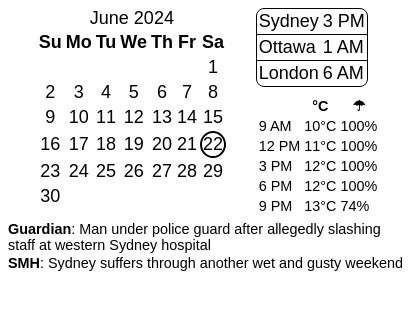 June 2024
Su Mo Tu We Th Fr Sa
1
2 3 4 5 6 7 8
9 10 11 12 13 14 15
16 17 18 19 20 21 22
23 24 25 26 27 28 29
30
Sydney 3 PM
Ottawa 1 AM
London 6 AM
°C ☂
9 AM 10°C 100%
12 PM 11°C 100%
3 PM 12°C 100%
6 PM 12°C 100%
9 PM 13°C 74%
Guardian: Man under police guard after allegedly slashing
staff at western Sydney hospital
SMH: Sydney suffers through another wet and gusty weekend